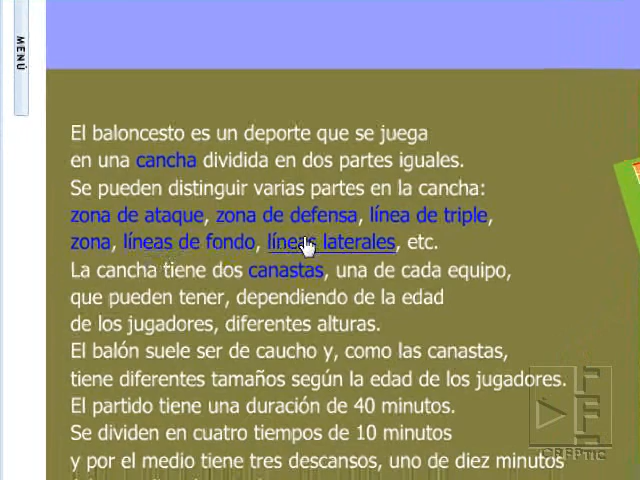 MENÚ
El baloncesto es un deporte que se juega
en una cancha dividida en dos partes iguales.
Se pueden distinguir varias partes en la cancha:
zona de ataque, zona de defensa, línea de triple,
zona, líneas de fondo, líneas laterales, etc.
La cancha tiene dos canastas, una de cada equipo,
que pueden tener, dependiendo de la edad
de los jugadores, diferentes alturas.
El balón suele ser de caucho y, como las canastas,
tiene diferentes tamaños según la edad de los jugadores.
El partido tiene una duración de 40 minutos.
Se dividen en cuatro tiempos de 10 minutos
y por el medio tiene tres descansos, uno de diez minutos
CREPTIC